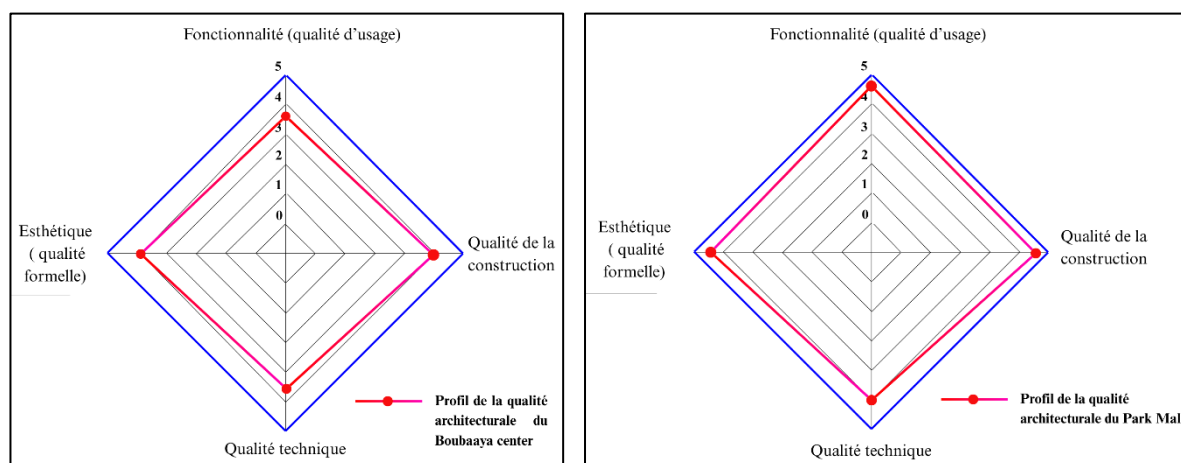 Fonctionnalité (qualité d'usage)
5
4
3
2
1
0
Esthétique
( qualité
formelle)
Qualité de la
construction
Qualité technique
Profil de la qualité
architecturale du
Boubaaya center
Fonctionnalité (qualité d'usage)
5
4
3
2
1
0
Esthétique
( qualité
formelle)
Qualité de la
construction
Qualité technique
Profil de la qualité
architecturale du Park Mal